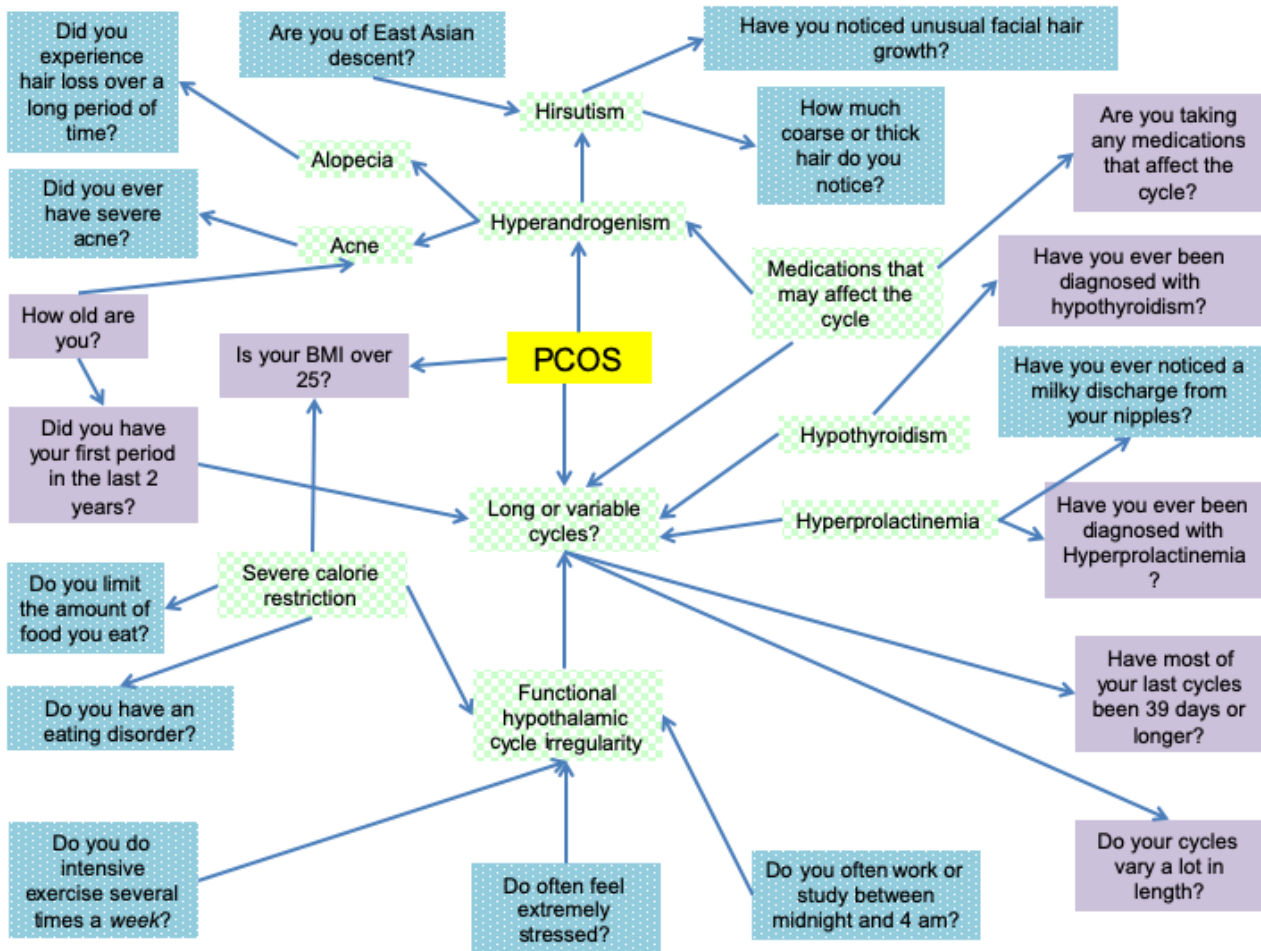 Did you
experience
hair loss over a
long period of
time?
Are you of East Asian
descent?
Have you noticed unusual facial hair
growth?
Hirsutism
How much
coarse or thick
hair do you
notice?
Are you taking
any medications
that affect the
cycle?
Alopecia
Did you ever
have severe
acne?
Acne
Hyperandrogenism
Medications that
may affect the
cycle
Have you ever been
diagnosed with
hypothyroidism?
How old are
you?
Is your BMI over
25?
PCOS
Have you ever noticed a
milky discharge from
your nipples?
Did you have
your first period
in the last 2
years?
Hypothyroidism
Long or variable
cycles?
Hyperprolactinemia
Have you ever been
diagnosed with
Hyperprolactinemia
?
Do you limit
the amount of
food you eat?
Severe calorie
restriction
Do you have an
eating disorder?
Functional
hypothalamic
cycle irregularity
Have most of
your last cycles
been 39 days or
longer?
Do you do
intensive
exercise several
times a week?
Do often feel
extremely
stressed?
Do you often work or
study between
midnight and 4 am?
Do your cycles
vary a lot in
length?